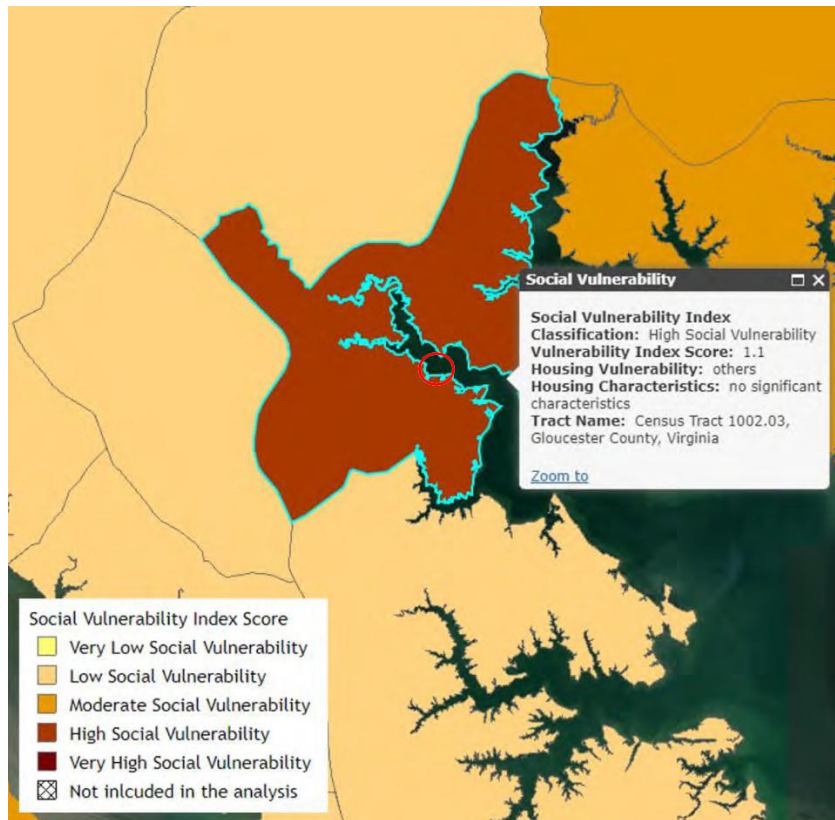 Social Vulnerability
Social Vulnerability Index
Classification: High Social Vulnerability
Vulnerability Index Score: 1.1
Housing Vulnerability: others
Housing Characteristics: no significant
characteristics
Tract Name: Census Tract 1002.03,
Gloucester County, Virginia
Zoom to
Social Vulnerability Index Score
Very Low Social Vulnerability
Low Social Vulnerability
Moderate Social Vulnerability
High Social Vulnerability
Very High Social Vulnerability
Not inlcuded in the analysis